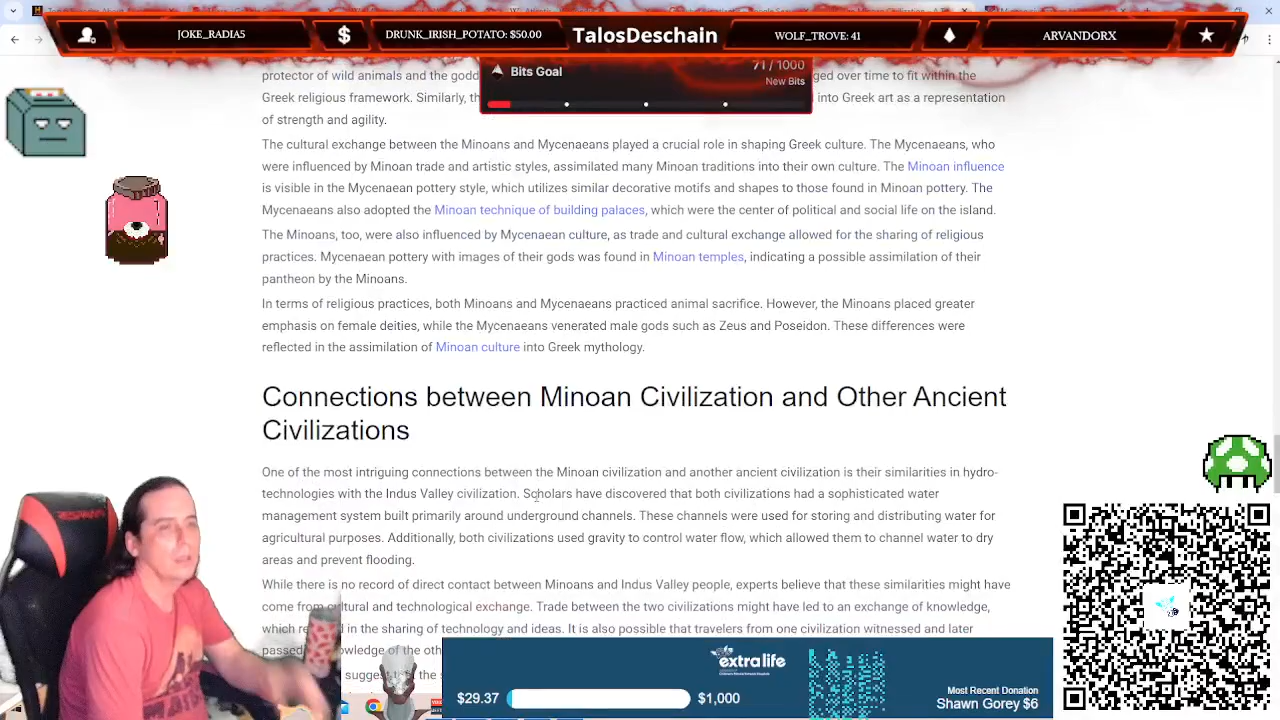 JOKE_RADIA5
$
DRUNK_IRISH_POTATO: $50.00
TalosDeschain
WOLF_TROVE: 41
ARVANDORX
Bits Goal
71 / 1000
New Bits
protector of wild animals and the
ged over time to fit within the
Greek religious framework. Similarly,
into Greek art as a representation
of strength and agility.
The cultural exchange between the Minoans and Mycenaeans played a crucial role in shaping Greek culture. The Mycenaeans, who
were influenced by Minoan trade and artistic styles, assimilated many Minoan traditions into their own culture. The Minoan influence
is visible in the Mycenaean pottery style, which utilizes similar decorative motifs and shapes to those found in Minoan pottery. The
Mycenaeans also adopted the Minoan technique of building palaces, which were the center of political and social life on the island.
The Minoans, too, were also influenced by Mycenaean culture, as trade and cultural exchange allowed for the sharing of religious
practices. Mycenaean pottery with images of their gods was found in Minoan temples, indicating a possible assimilation of their
pantheon by the Minoans.
In terms of religious practices, both Minoans and Mycenaeans practiced animal sacrifice. However, the Minoans placed greater
emphasis on female deities, while the Mycenaeans venerated male gods such as Zeus and Poseidon. These differences were
reflected in the assimilation of Minoan culture into Greek mythology.
Connections between Minoan Civilization and Other Ancient
Civilizations
One of the most intriguing connections between the Minoan civilization and another ancient civilization is their similarities in hydro-
technologies with the Indus Valley civilization. Scholars have discovered that both civilizations had a sophisticated water
management system built primarily around underground channels. These channels were used for storing and distributing water for
agricultural purposes. Additionally, both civilizations used gravity to control water flow, which allowed them to channel water to dry
areas and prevent flooding.
While there is no record of direct contact between Minoans and Indus Valley people, experts believe that these similarities might have
come from cultural and technological exchange. Trade between the two civilizations might have led to an exchange of knowledge,
which re in the sharing of technology and ideas. It is also possible that travelers from one civilization witnessed and later
passed knowledge of the
suggest
extralife
$29.37
$1,000
Most Recent Donation
Shawn Gorey $6